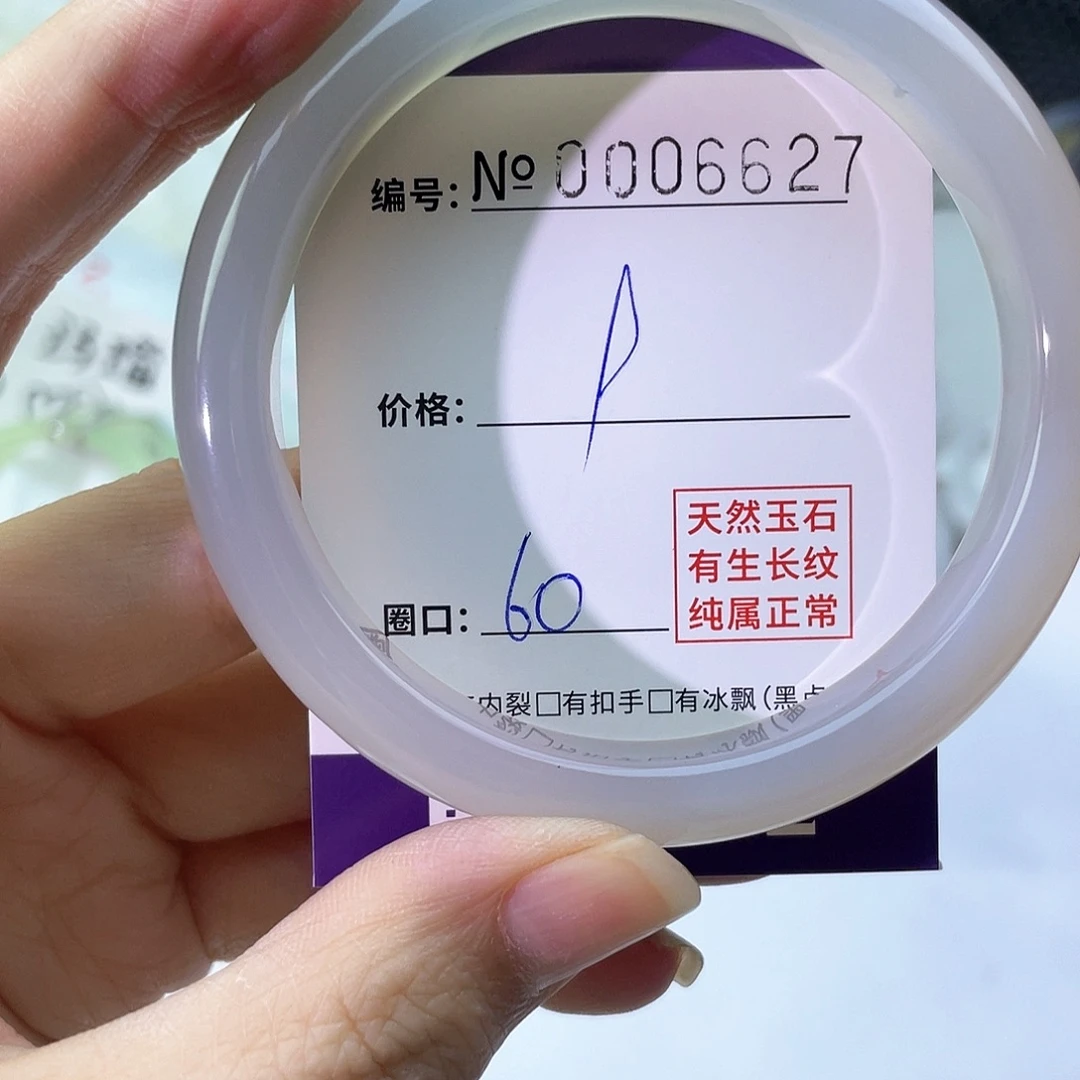 编号: Nº 0006627
价格: P
圈口: 60
天然玉石
有生长纹
纯属正常
内裂□有扣手□有冰飘(黑点